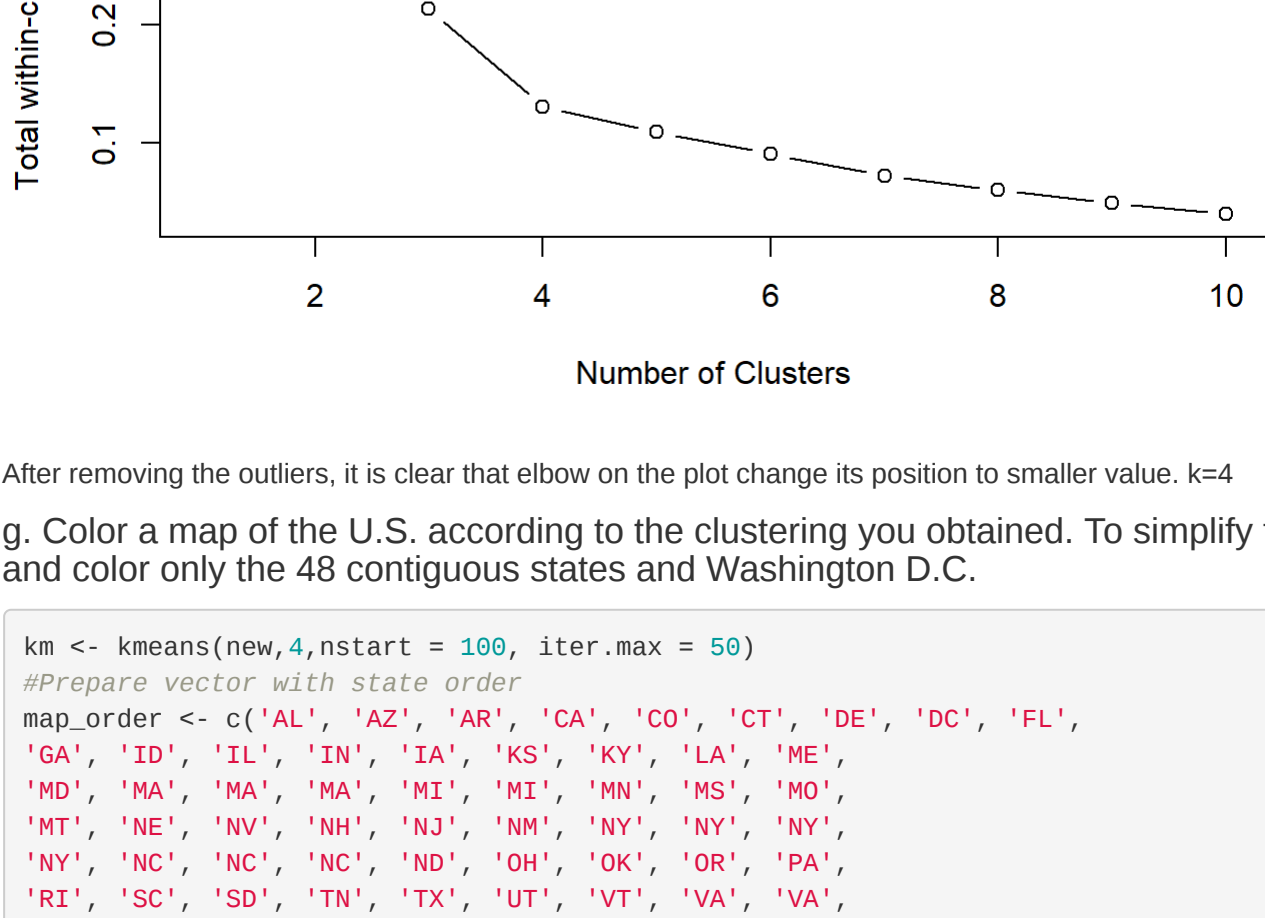 Total within-c
0.2
0.1
2 4 6 8 10
Number of Clusters
After removing the outliers, it is clear that elbow on the plot change its position to smaller value. k=4
g. Color a map of the U.S. according to the clustering you obtained. To simplify
and color only the 48 contiguous states and Washington D.C.
km <- kmeans(new,4,nstart = 100, iter.max = 50)
#Prepare vector with state order
map_order <- c('AL', 'AZ', 'AR', 'CA', 'CO', 'CT', 'DE', 'DC', 'FL',
'GA', 'ID', 'IL', 'IN', 'IA', 'KS', 'KY', 'LA', 'ME',
'MD', 'MA', 'MA', 'MA', 'MI', 'MI', 'MN', 'MS', 'MO',
'MT', 'NE', 'NV', 'NH', 'NJ', 'NM', 'NY', 'NY', 'NY',
'NY', 'NC', 'NC', 'NC', 'ND', 'OH', 'OK', 'OR', 'PA',
'RI', 'SC', 'SD', 'TN', 'TX', 'UT', 'VT', 'VA', 'VA',